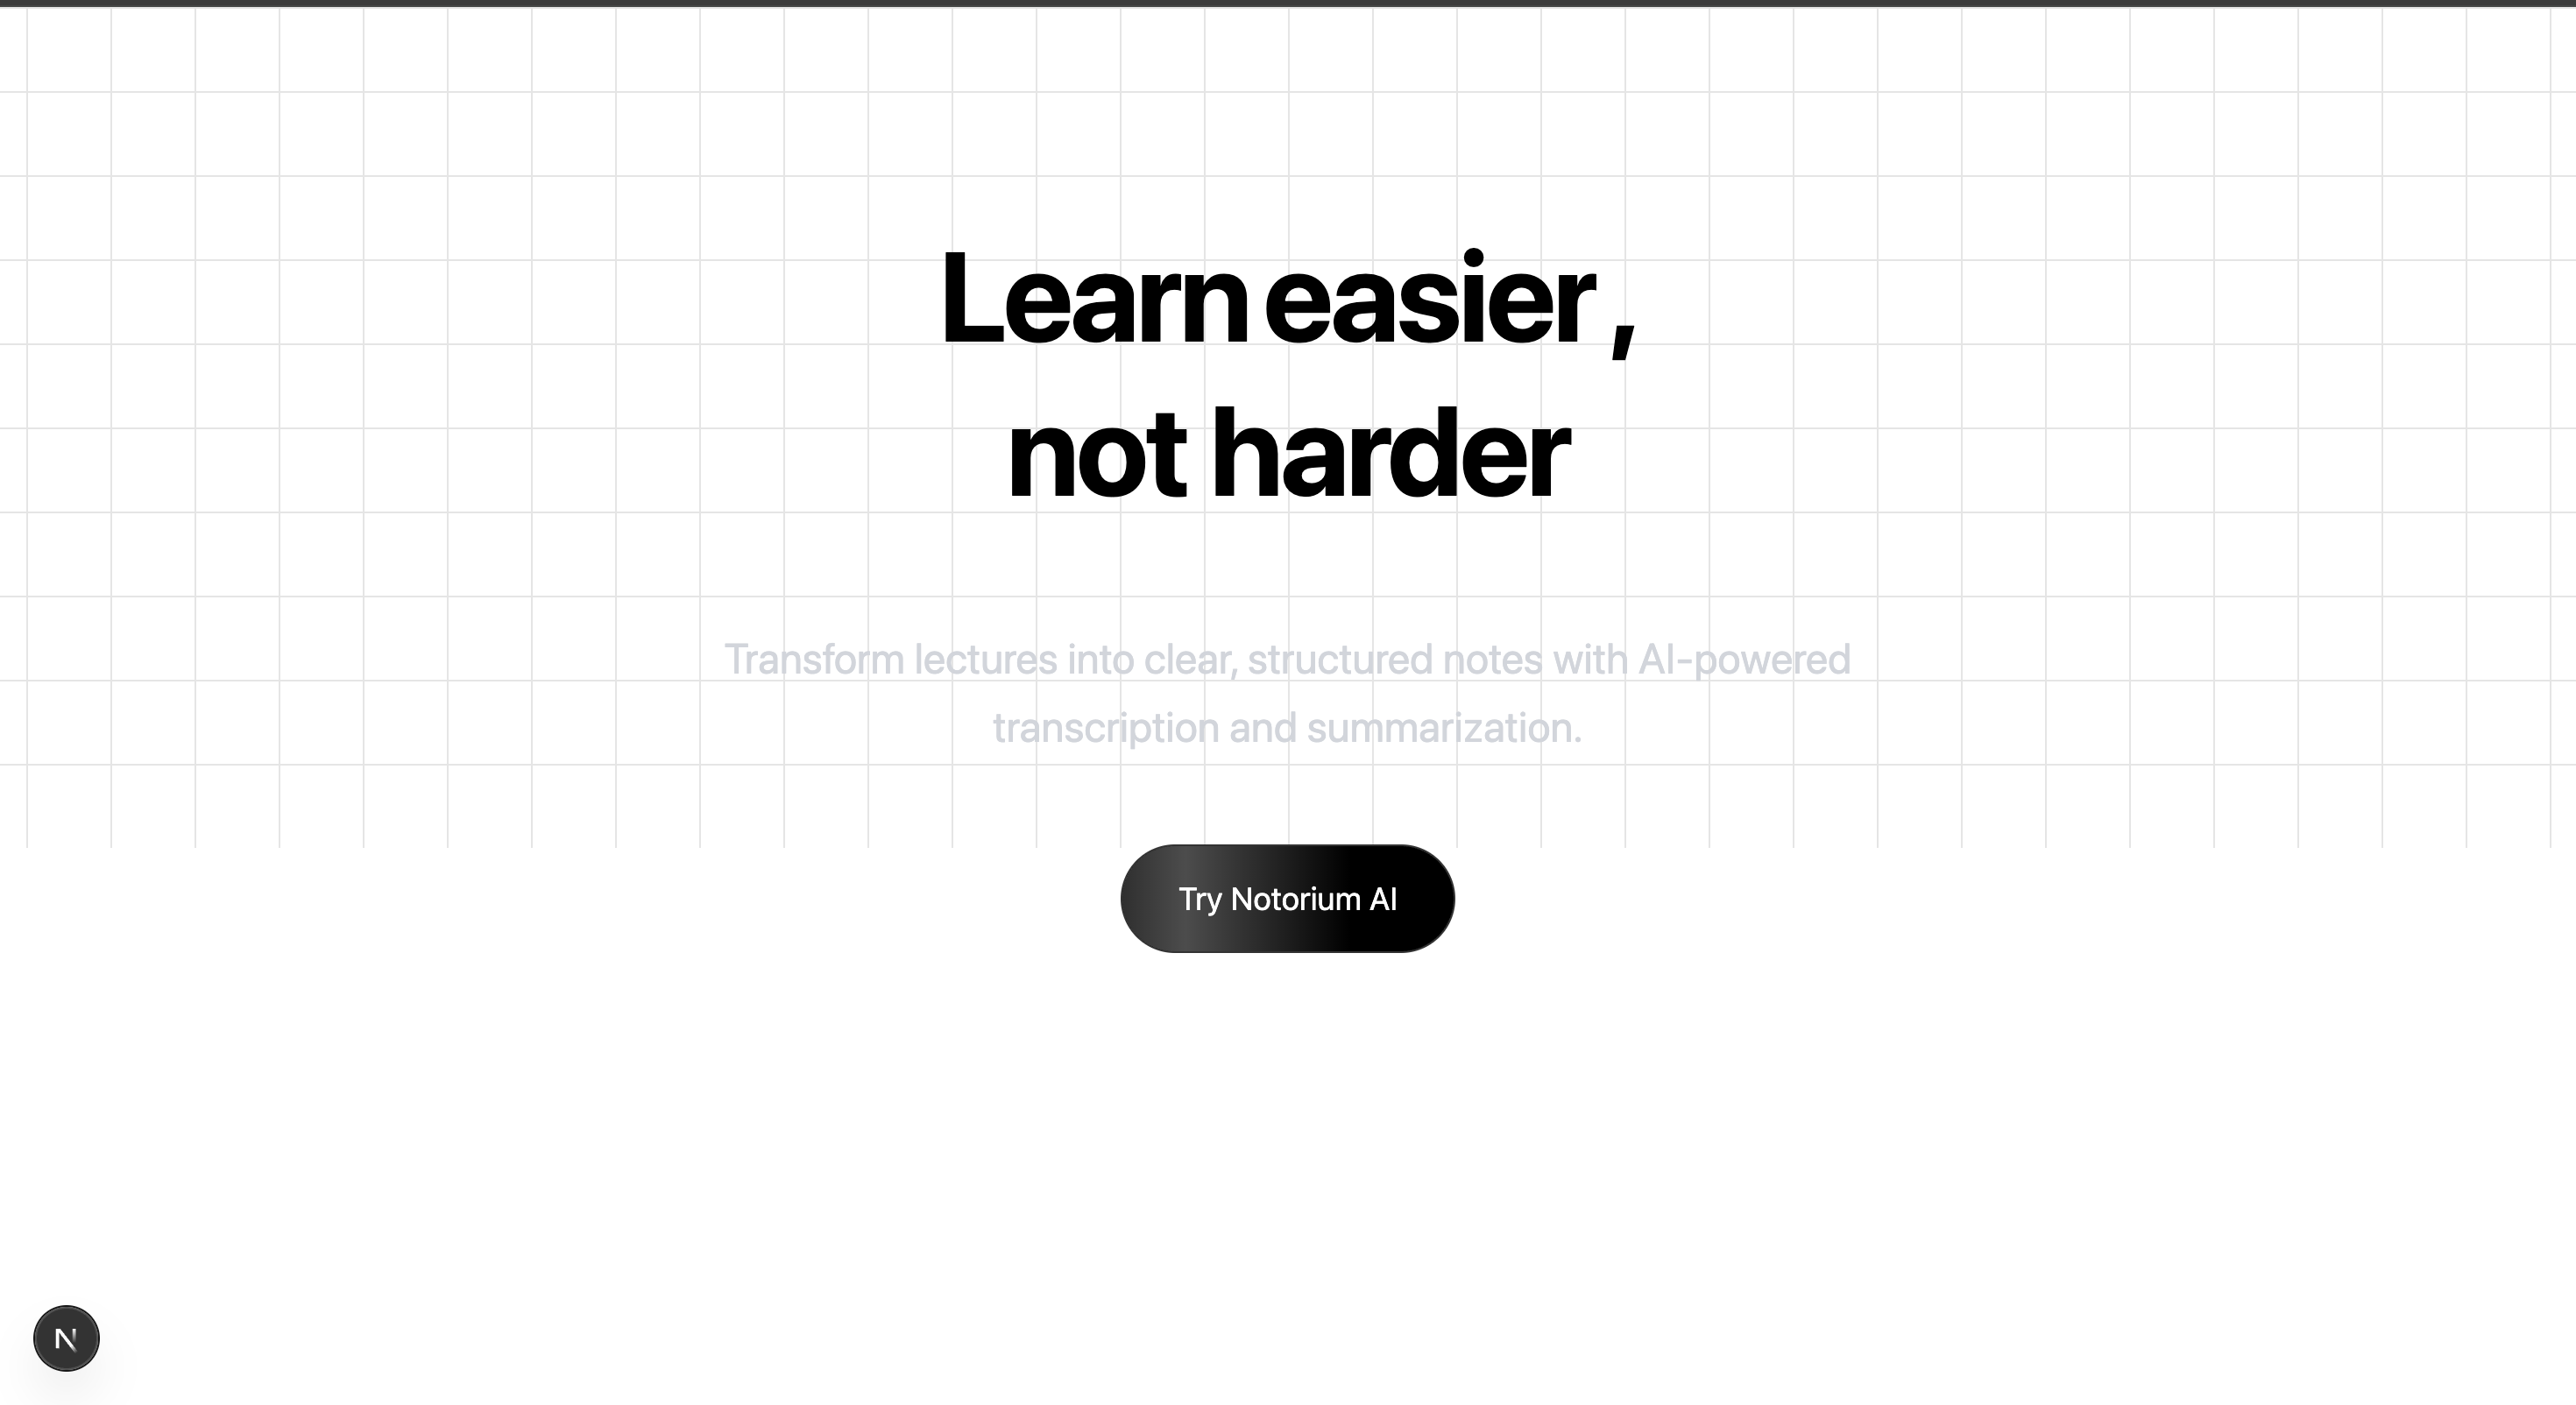 Learn easier ,
not harder
Transform lectures into clear, structured notes with AI-powered
transcription and summarization.
Try Notorium AI
N